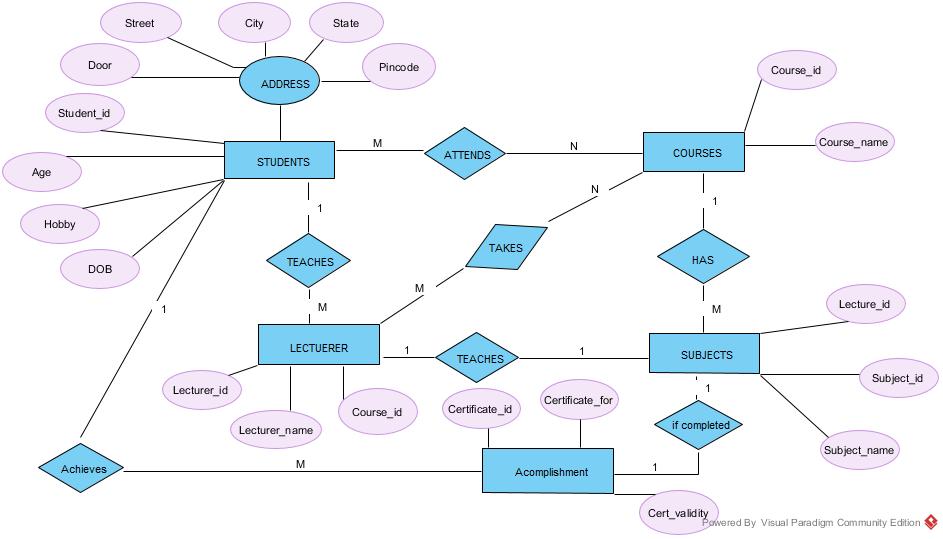 Street
City
State
Door
ADDRESS
Pincode
Course_id
Student_id
STUDENTS
M
ATTENDS
N
COURSES
Course_name
Age
Hobby
DOB
1
TEACHES
M
N
TAKES
M
1
HAS
M
1
LECTUERER
1
TEACHES
1
SUBJECTS
Lecture_id
Subject_id
Subject_name
Lecturer_id
Lecturer_name
Course_id
Certificate_id
Certificate_for
1
if completed
Achieves
M
Acomplishment
1
Cert_validity
Powered By Visual Paradigm Community Edition